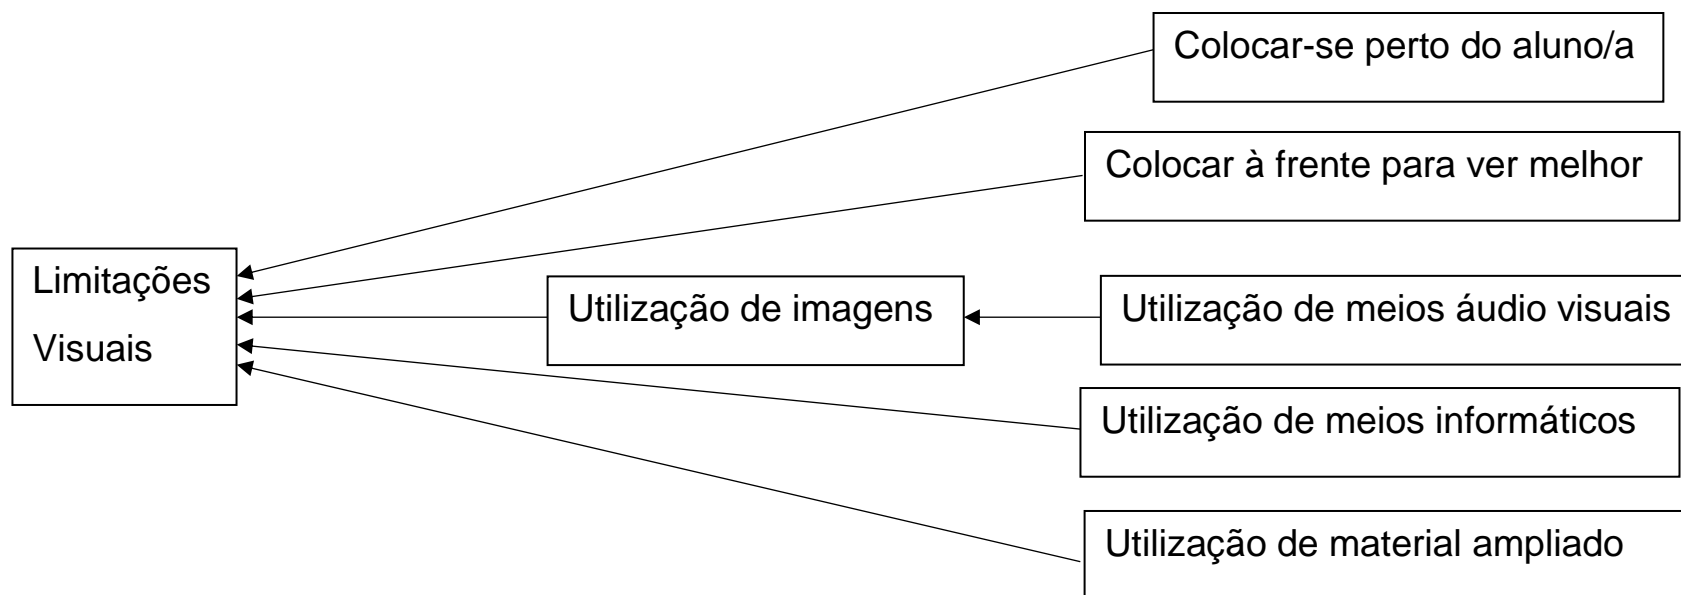 Colocar-se perto do aluno/a
Colocar à frente para ver melhor
Limitações
Visuais
Utilização de imagens
Utilização de meios áudio visuais
Utilização de meios informáticos
Utilização de material ampliado